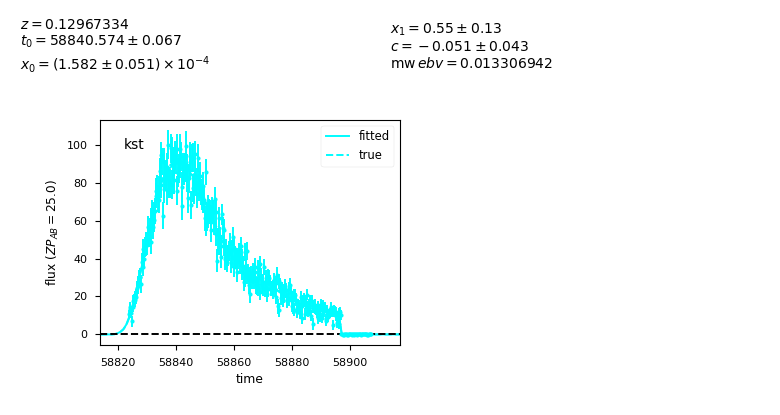 z = 0.12967334
t₀ = 58840.574 ± 0.067
x₀ = (1.582 ± 0.051) × 10⁻⁴
x₁ = 0.55 ± 0.13
c = −0.051 ± 0.043
mw ebv = 0.013306942
kst
fitted
true
flux (ZP_{AB} = 25.0)
100
80
60
40
20
0
58820 58840 58860 58880 58900
time